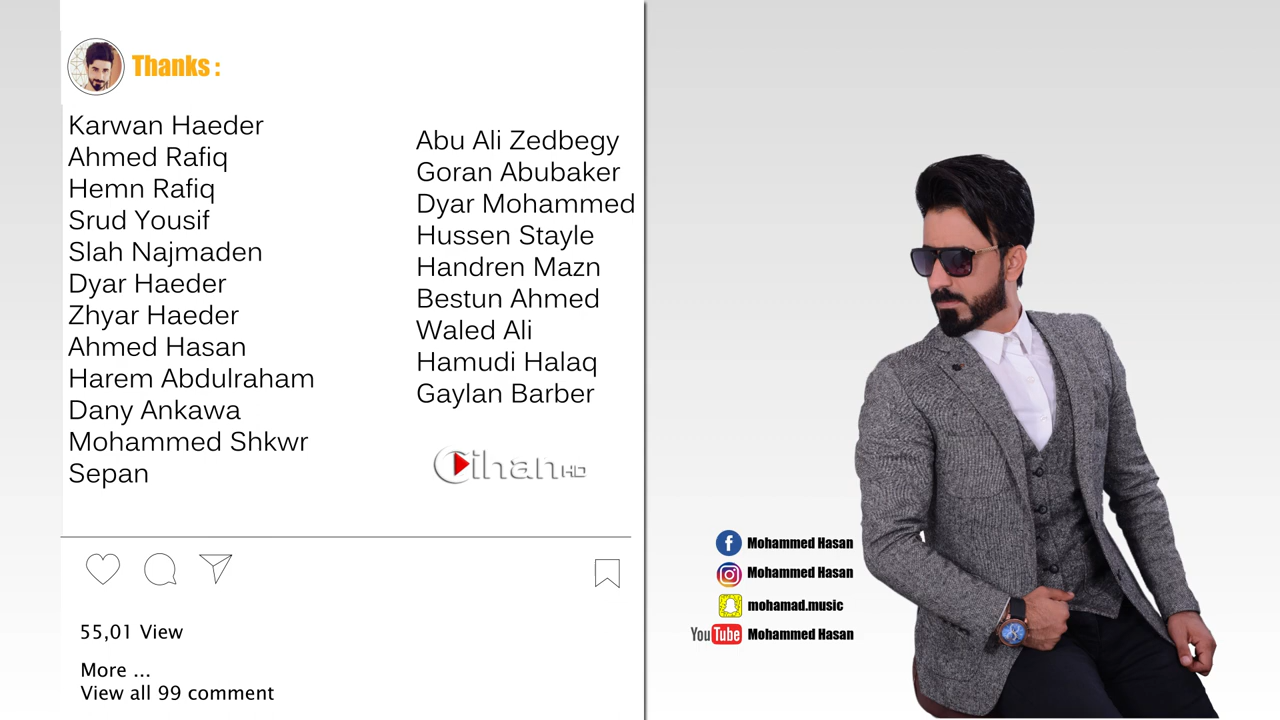 Thanks :
Karwan Haeder
Ahmed Rafiq
Hemn Rafiq
Srud Yousif
Slah Najmaden
Dyar Haeder
Zhyar Haeder
Ahmed Hasan
Harem Abdulraham
Dany Ankawa
Mohammed Shkwr
Sepan
Abu Ali Zedbegy
Goran Abubaker
Dyar Mohammed
Hussen Stayle
Handren Mazn
Bestun Ahmed
Waled Ali
Hamudi Halaq
Gaylan Barber
Cihan HD
55,01 View
More ...
View all 99 comment
f Mohammed Hasan
Mohammed Hasan
mohamad.music
YouTube Mohammed Hasan